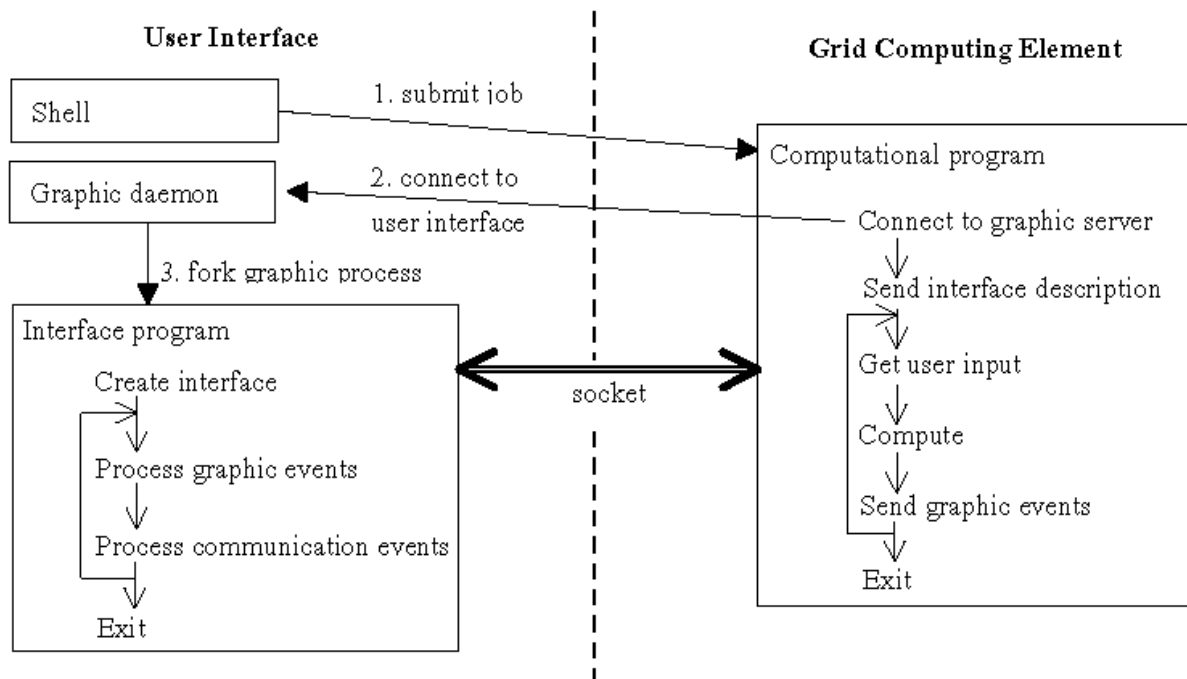 User Interface
Grid Computing Element
Shell
1. submit job
Graphic daemon
2. connect to
user interface
3. fork graphic process
Interface program
Create interface
Process graphic events
Process communication events
Exit
socket
Computational program
Connect to graphic server
Send interface description
Get user input
Compute
Send graphic events
Exit